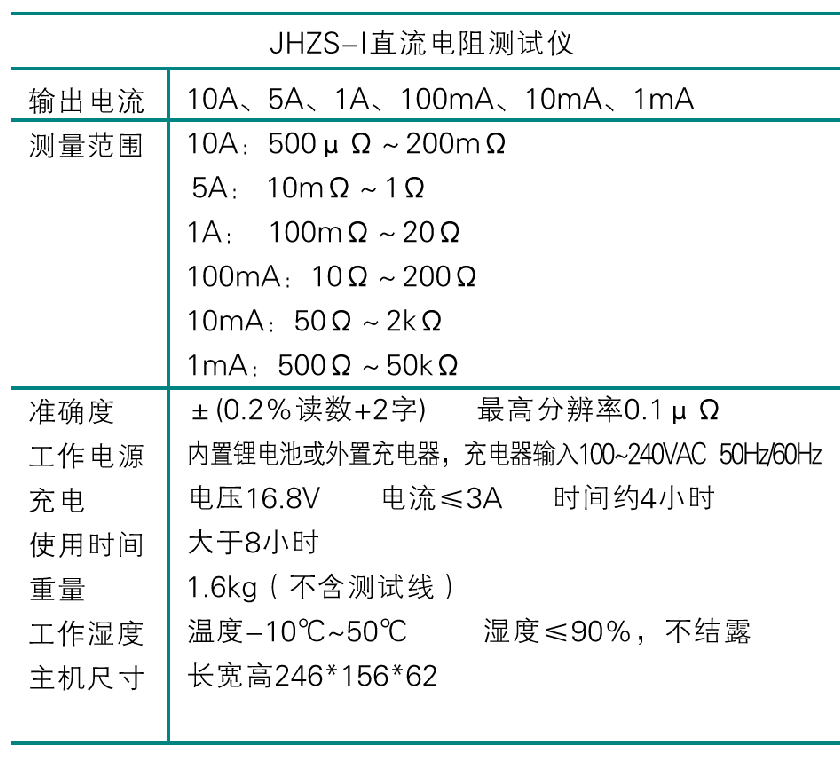 JHZS-I直流电阻测试仪
输出电流 10A、5A、1A、100mA、10mA、1mA
测量范围 10A：500μΩ~200mΩ
5A： 10mΩ~1Ω
1A： 100mΩ~20Ω
100mA：10Ω~200Ω
10mA：50Ω~2kΩ
1mA：500Ω~50kΩ
准确度 ±(0.2%读数+2字) 最高分辨率0.1μΩ
工作电源 内置锂电池或外置充电器，充电器输入100~240VAC 50Hz/60Hz
充电 电压16.8V 电流≤3A 时间约4小时
使用时间 大于8小时
重量 1.6kg（不含测试线）
工作湿度 温度-10℃~50℃ 湿度≤90%，不结露
主机尺寸 长宽高246*156*62